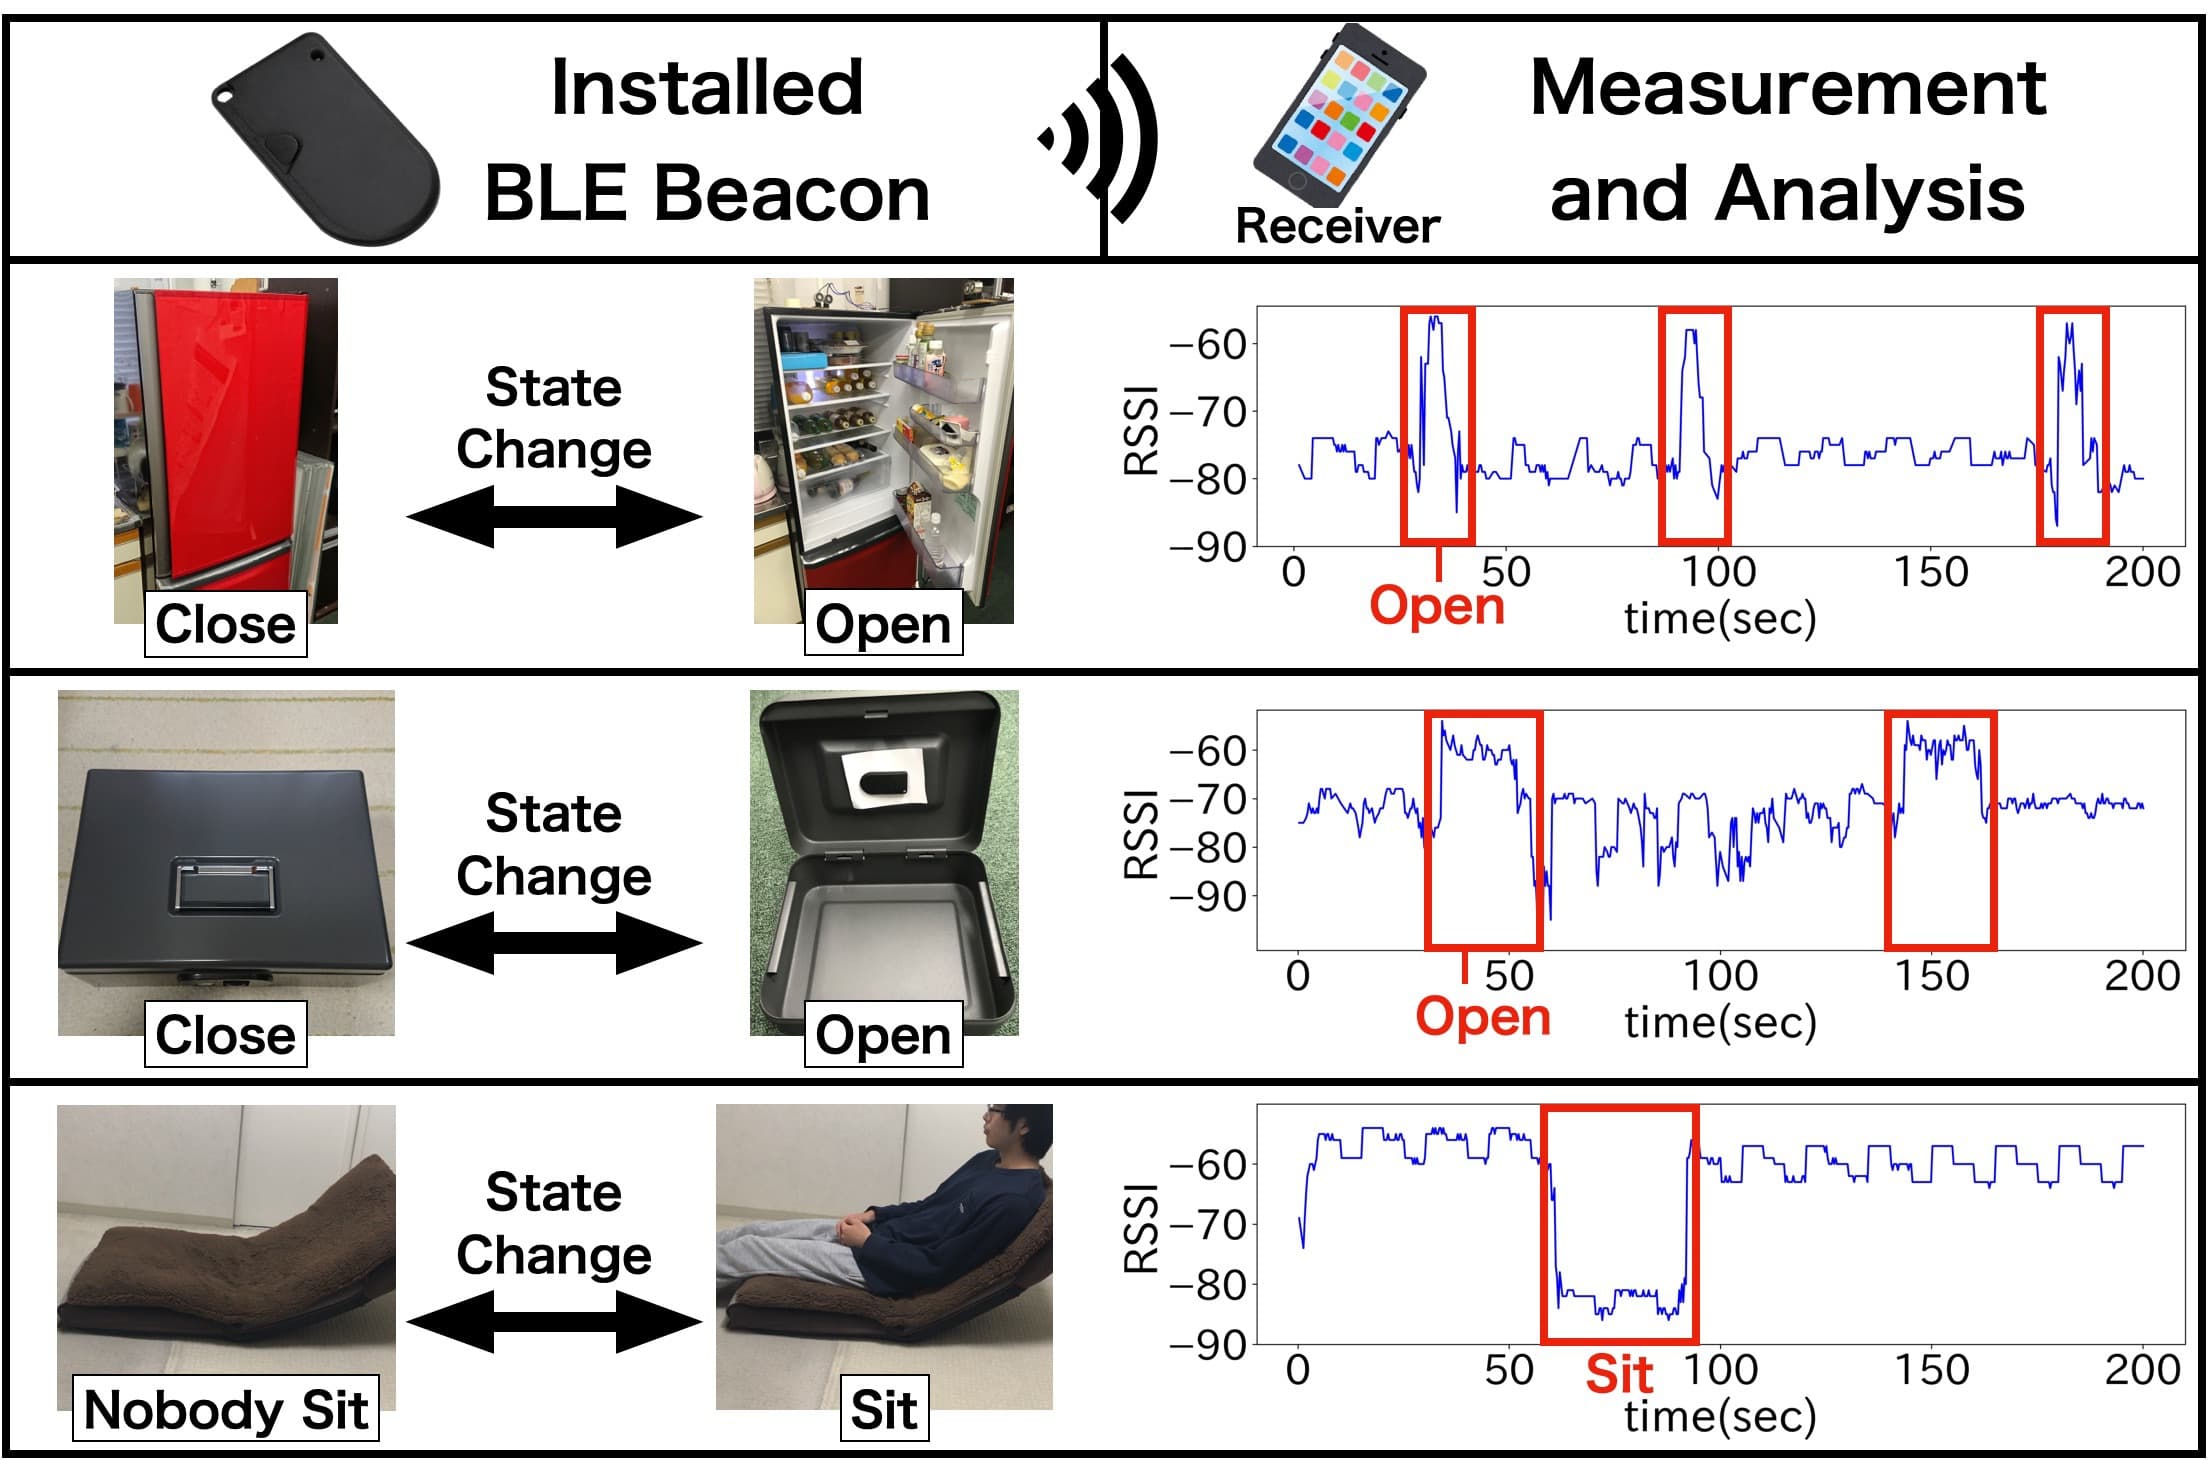 Installed
BLE Beacon
Receiver
Measurement
and Analysis
Close
State
Change
Open
RSSI
−60
−70
−80
−90
0 50 100 150 200
Open
time(sec)
Close
State
Change
Open
RSSI
−60
−70
−80
−90
0 50 100 150 200
Open
time(sec)
Nobody Sit
State
Change
Sit
RSSI
−60
−70
−80
−90
0 50 100 150 200
Sit
time(sec)